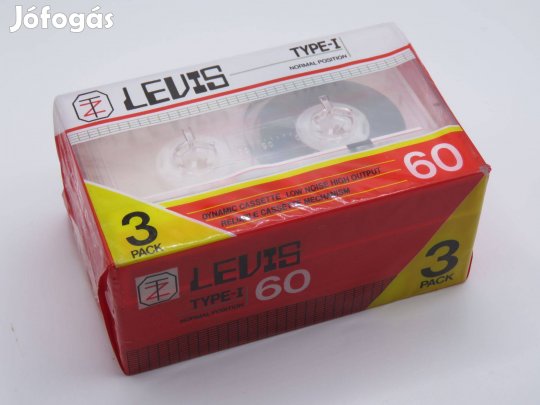 Jófogás
LEVIS
TYPE-I
NORMAL POSITION
60
3
PACK
DYNAMIC CASSETTE LOW NOISE HIGH OUTPUT
RELIABLE CASSETTE MECHANISM
LEVIS
TYPE-I
60
NORMAL POSITION
3
PACK